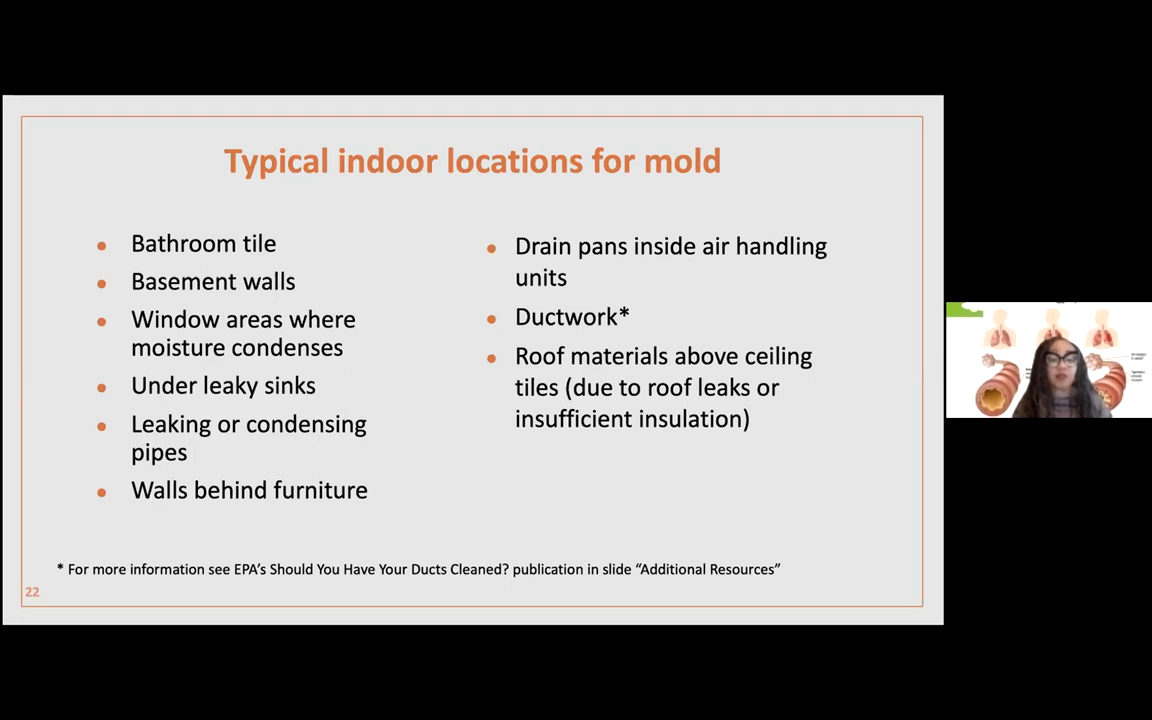 Typical indoor locations for mold
• Bathroom tile
• Basement walls
• Window areas where
moisture condenses
• Under leaky sinks
• Leaking or condensing
pipes
• Walls behind furniture
• Drain pans inside air handling
units
• Ductwork*
• Roof materials above ceiling
tiles (due to roof leaks or
insufficient insulation)
* For more information see EPA's Should You Have Your Ducts Cleaned? publication in slide “Additional Resources”
22